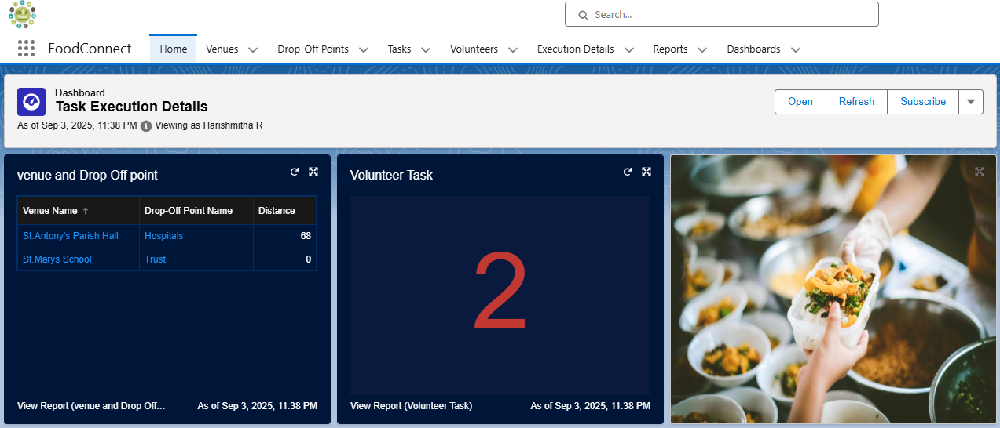 Search...
FoodConnect
Home
Venues
Drop-Off Points
Tasks
Volunteers
Execution Details
Reports
Dashboards
Dashboard
Task Execution Details
As of Sep 3, 2025, 11:38 PM·Viewing as Harishmitha R
Open
Refresh
Subscribe
venue and Drop Off point
Venue Name ↑ Drop-Off Point Name Distance
St.Antony's Parish Hall Hospitals 68
St.Marys School Trust 0
View Report (venue and Drop Off... As of Sep 3, 2025, 11:38 PM
Volunteer Task
2
View Report (Volunteer Task) As of Sep 3, 2025, 11:38 PM